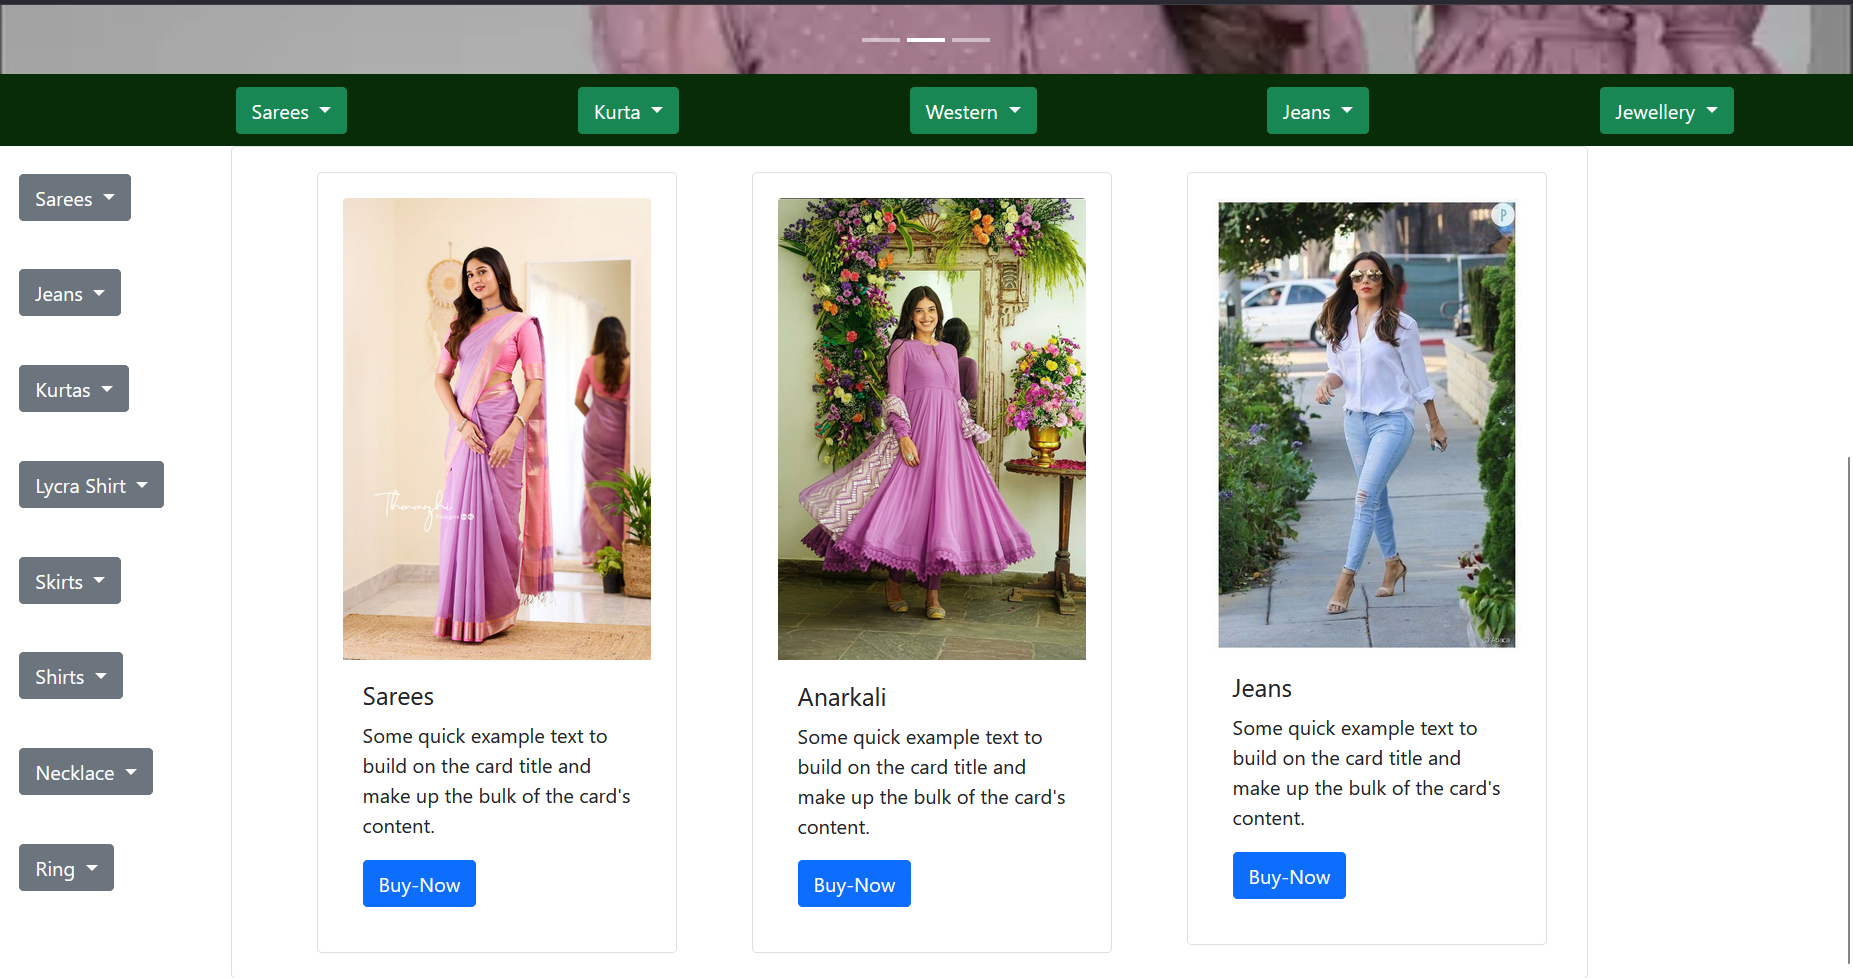 Sarees
Kurta
Western
Jeans
Jewellery
Sarees
Jeans
Kurtas
Lycra Shirt
Skirts
Shirts
Necklace
Ring
P
Designs
Sarees
Some quick example text to
build on the card title and
make up the bulk of the card's
content.
Buy-Now
Anarkali
Some quick example text to
build on the card title and
make up the bulk of the card's
content.
Buy-Now
Abaca
Jeans
Some quick example text to
build on the card title and
make up the bulk of the card's
content.
Buy-Now